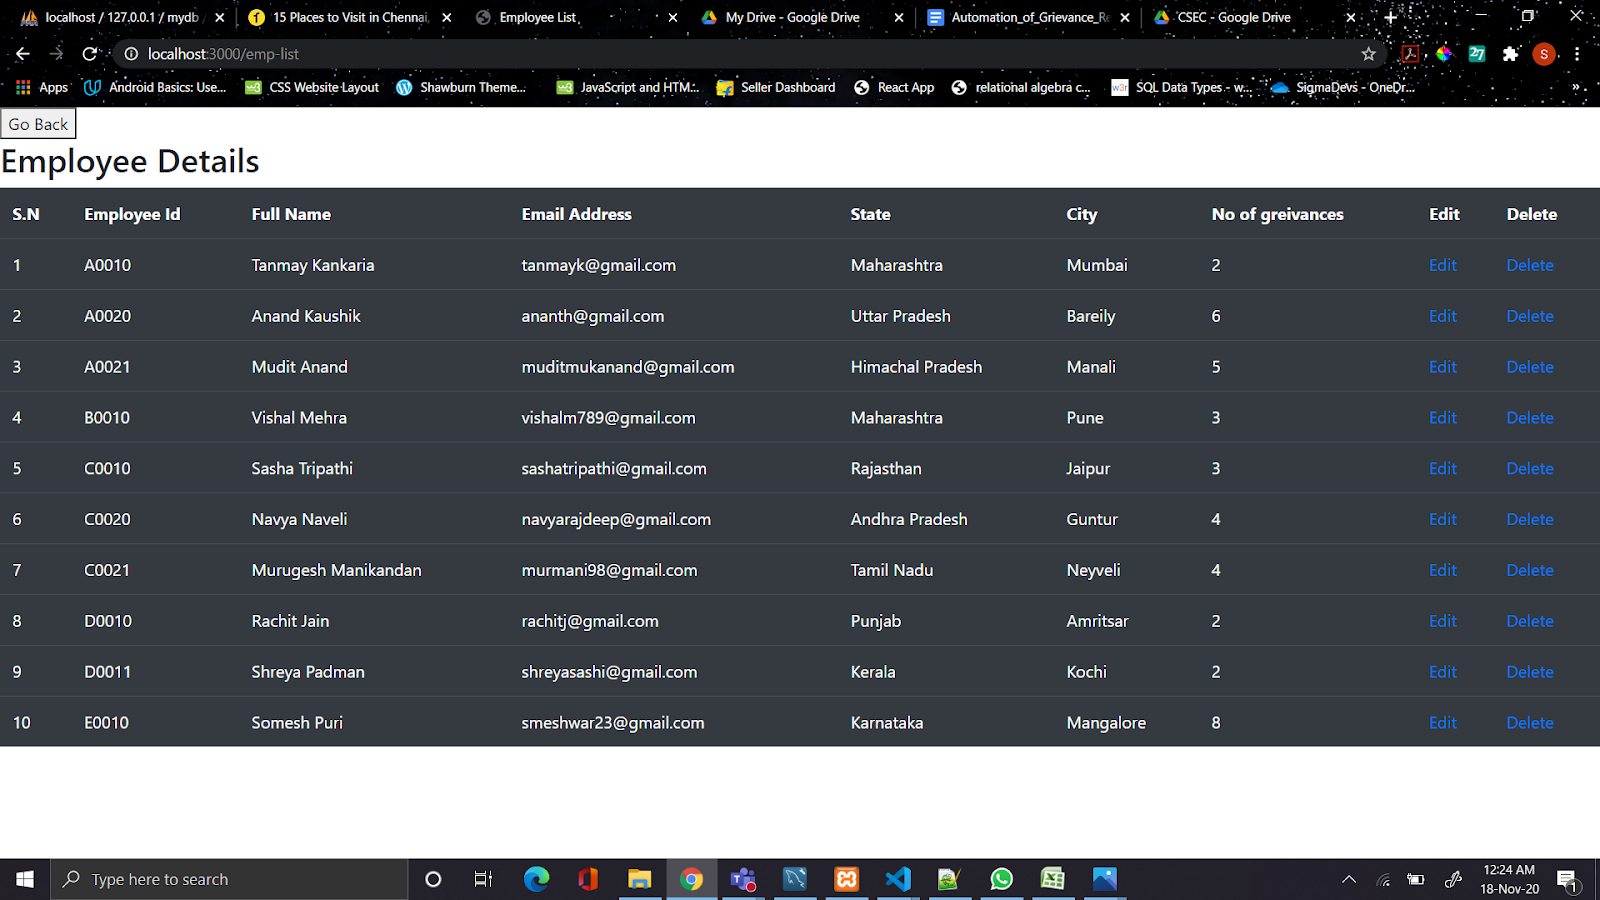 localhost / 127.0.0.1 / mydb
15 Places to Visit in Chennai,
Employee List
My Drive - Google Drive
Automation_of_Grievance_Re
CSEC - Google Drive
localhost:3000/emp-list
S
27
Apps
Android Basics: Use...
CSS Website Layout
Shawburn Theme...
JavaScript and HTM...
Seller Dashboard
React App
relational algebra c...
SQL Data Types - w...
SigmaDevs - OneDr...
»
Go Back
Employee Details
S.N Employee Id Full Name Email Address State City No of greivances Edit Delete
1 A0010 Tanmay Kankaria tanmayk@gmail.com Maharashtra Mumbai 2 Edit Delete
2 A0020 Anand Kaushik ananth@gmail.com Uttar Pradesh Bareily 6 Edit Delete
3 A0021 Mudit Anand muditmukanand@gmail.com Himachal Pradesh Manali 5 Edit Delete
4 B0010 Vishal Mehra vishalm789@gmail.com Maharashtra Pune 3 Edit Delete
5 C0010 Sasha Tripathi sashatripathi@gmail.com Rajasthan Jaipur 3 Edit Delete
6 C0020 Navya Naveli navyarajdeep@gmail.com Andhra Pradesh Guntur 4 Edit Delete
7 C0021 Murugesh Manikandan murmani98@gmail.com Tamil Nadu Neyveli 4 Edit Delete
8 D0010 Rachit Jain rachitj@gmail.com Punjab Amritsar 2 Edit Delete
9 D0011 Shreya Padman shreyasashi@gmail.com Kerala Kochi 2 Edit Delete
10 E0010 Somesh Puri smeshwar23@gmail.com Karnataka Mangalore 8 Edit Delete
Type here to search
12:24 AM
18-Nov-20
1